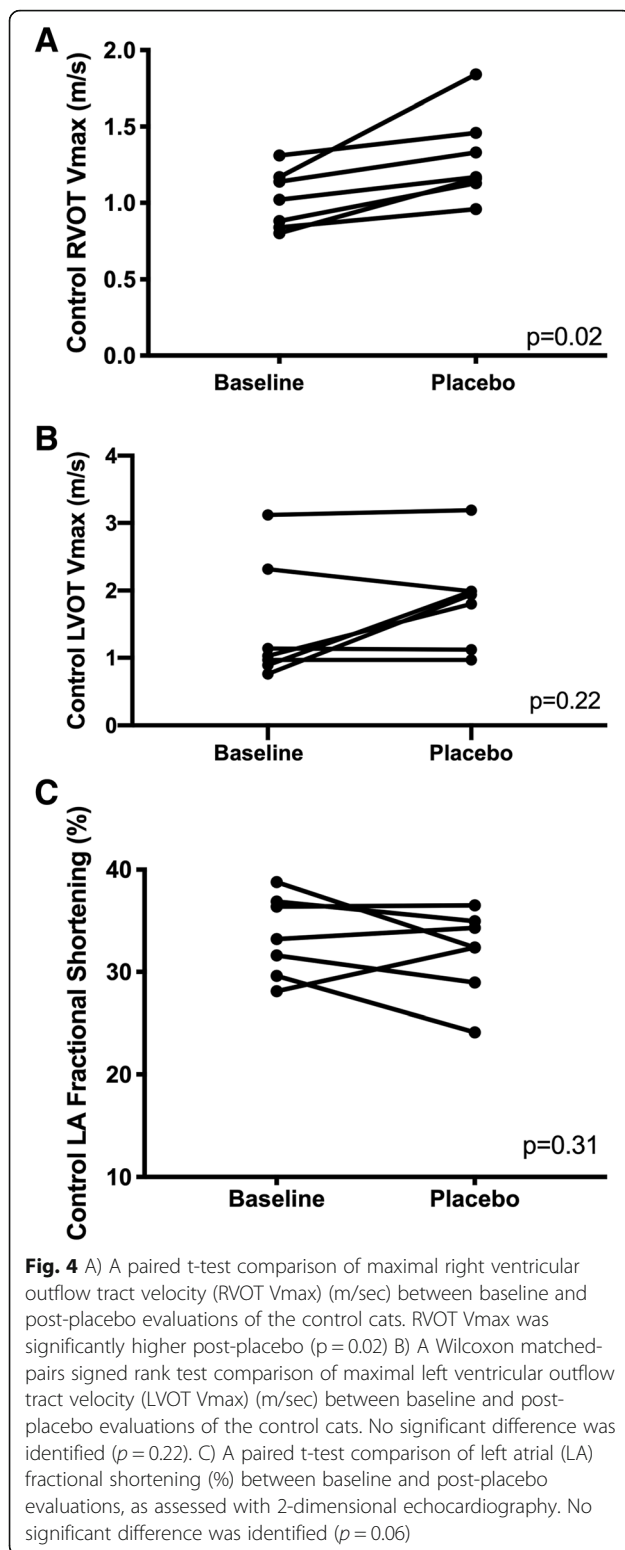 A
Control RVOT Vmax (m/s)
2.0
1.5
1.0
0.5
0.0
p=0.02
Baseline Placebo
B
Control LVOT Vmax (m/s)
4
3
2
1
0
p=0.22
Baseline Placebo
C
Control LA Fractional Shortening (%)
40
30
20
10
p=0.31
Baseline Placebo
Fig. 4 A) A paired t-test comparison of maximal right ventricular
outflow tract velocity (RVOT Vmax) (m/sec) between baseline and
post-placebo evaluations of the control cats. RVOT Vmax was
significantly higher post-placebo (p = 0.02) B) A Wilcoxon matched-
pairs signed rank test comparison of maximal left ventricular outflow
tract velocity (LVOT Vmax) (m/sec) between baseline and post-
placebo evaluations of the control cats. No significant difference was
identified (p = 0.22). C) A paired t-test comparison of left atrial (LA)
fractional shortening (%) between baseline and post-placebo
evaluations, as assessed with 2-dimensional echocardiography. No
significant difference was identified (p = 0.06)